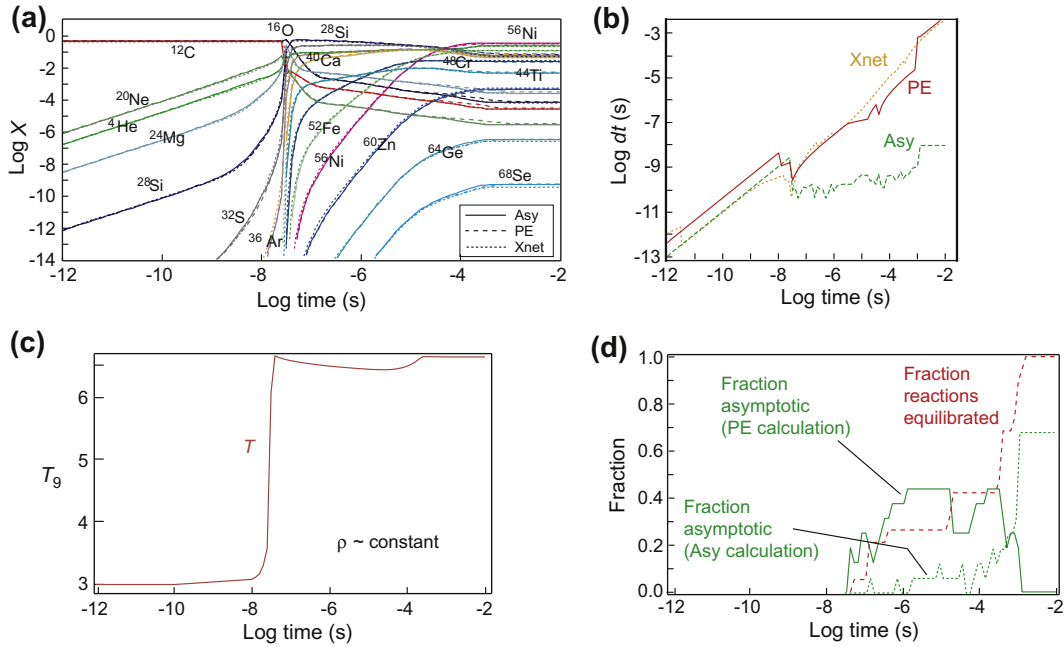 (a)
Log X
0
-2
-4
-6
-8
-10
-12
-14
-12
-10
-8
-6
-4
-2
Log time (s)
¹⁶O
²⁸Si
⁵⁶Ni
¹²C
⁴⁰Ca
⁴⁸Cr
⁴⁴Ti
²⁰Ne
⁴He
²⁴Mg
⁵²Fe
⁵⁶Ni
⁶⁰Zn
⁶⁴Ge
²⁸Si
⁶⁸Se
³²S
³⁶Ar
Asy
PE
Xnet
(b)
Log dt (s)
-3
-5
-7
-9
-11
-13
-12
-10
-8
-6
-4
-2
Log time (s)
Xnet
PE
Asy
(c)
T₉
6
5
4
3
-12
-10
-8
-6
-4
-2
Log time (s)
T
ρ ~ constant
(d)
Fraction
1.0
0.8
0.6
0.4
0.2
0.0
-12
-10
-8
-6
-4
-2
Log time (s)
Fraction
asymptotic
(PE calculation)
Fraction
reactions
equilibrated
Fraction
asymptotic
(Asy calculation)